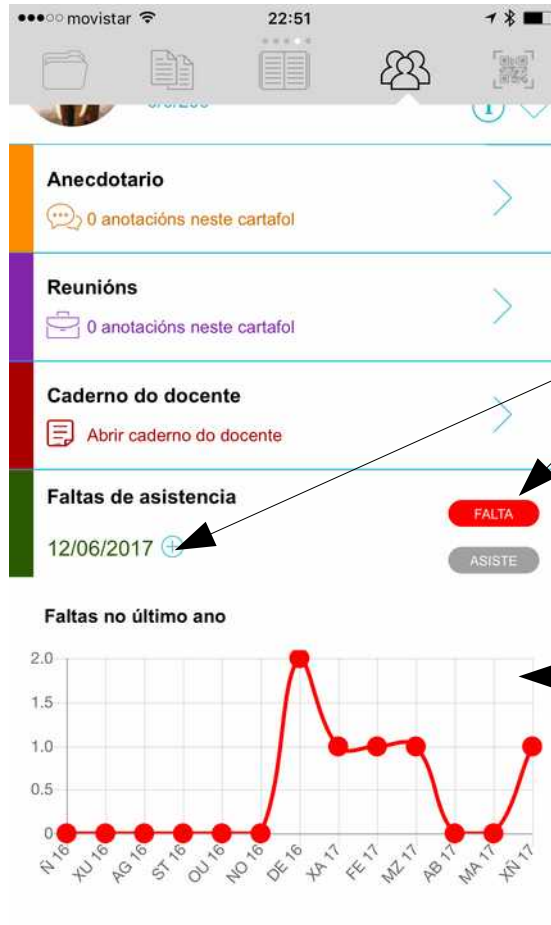 movistar 22:51
Anecdotario
0 anotacións neste cartafol
Reunións
0 anotacións neste cartafol
Caderno do docente
Abrir caderno do docente
Faltas de asistencia
FALTA
12/06/2017
ASISTE
Faltas no último ano
2.0
1.5
1.0
0.5
0
Ñ 16 XU 16 AG 16 ST 16 OU 16 NO 16 DE 16 XA 17 FE 17 MZ 17 AB 17 MA 17 XÑ 17